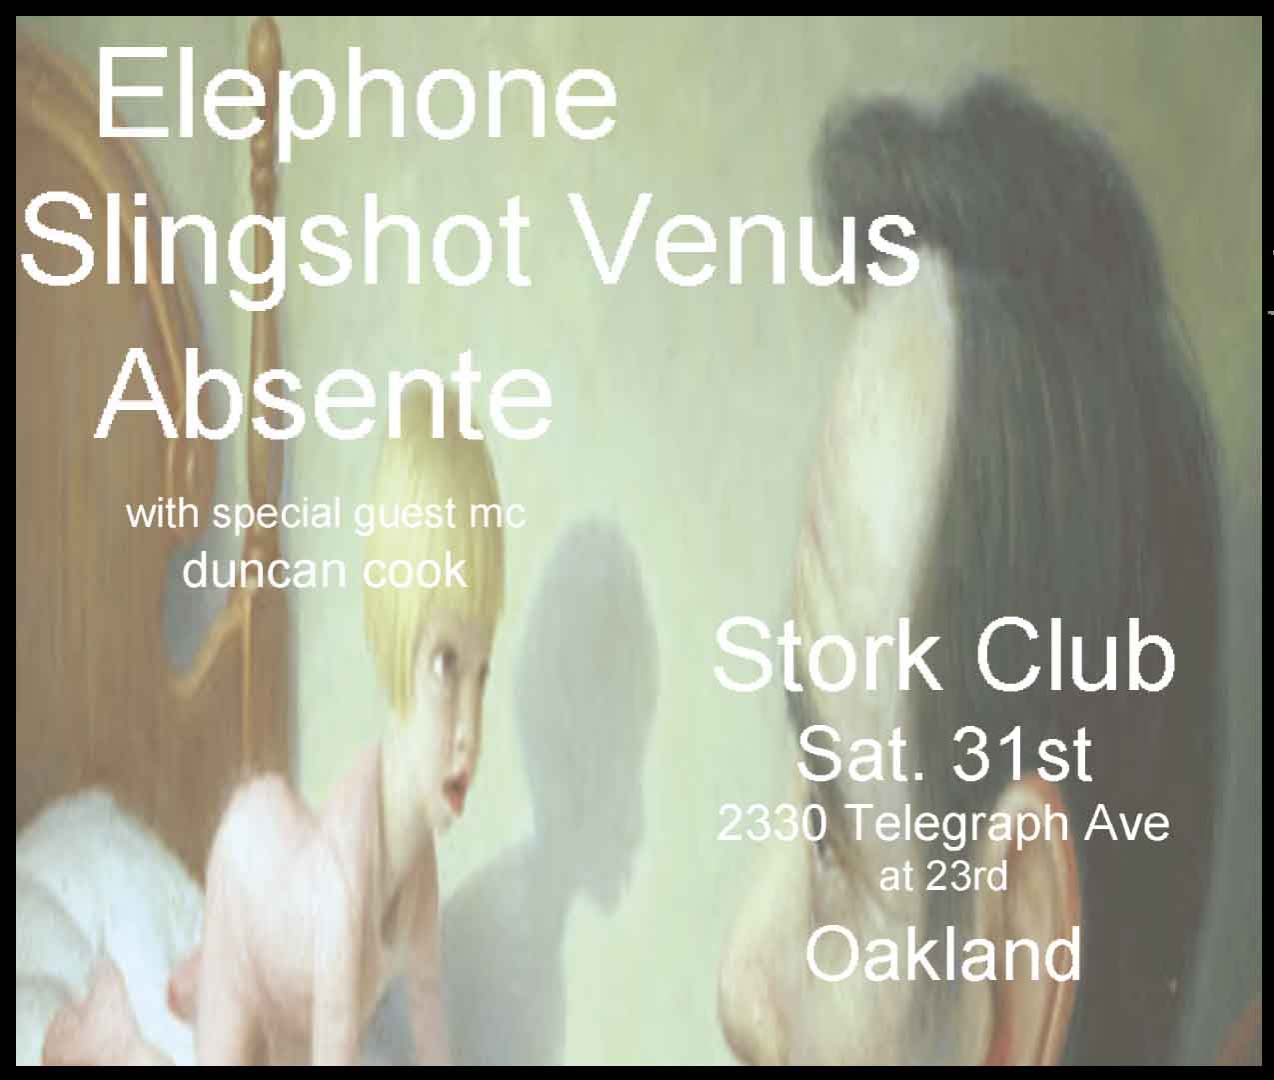 Elephone
Slingshot Venus
Absente
with special guest mc
duncan cook
Stork Club
Sat. 31st
2330 Telegraph Ave
at 23rd
Oakland